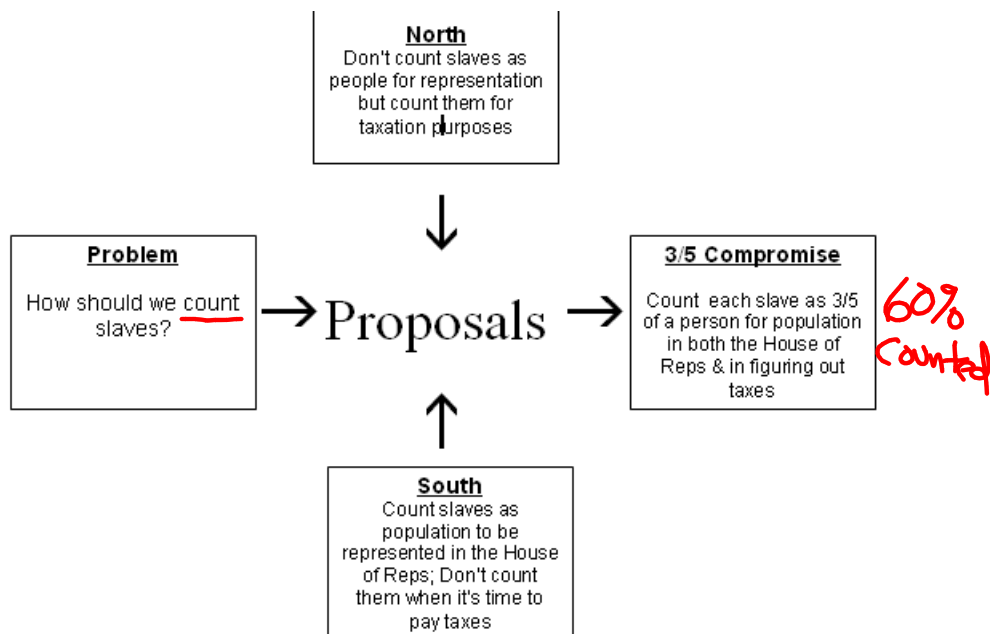 North
Don't count slaves as
people for representation
but count them for
taxation purposes
Problem
How should we count
slaves?
Proposals
3/5 Compromise
Count each slave as 3/5
of a person for population
in both the House of
Reps & in figuring out
taxes
60%
counted
South
Count slaves as
population to be
represented in the House
of Reps; Don't count
them when it's time to
pay taxes